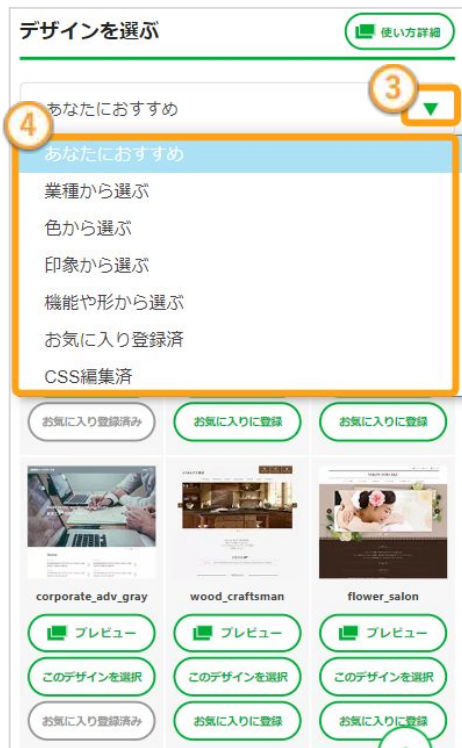 デザインを選ぶ
使い方詳細
③
あなたにおすすめ ▼
④
あなたにおすすめ
業種から選ぶ
色から選ぶ
印象から選ぶ
機能や形から選ぶ
お気に入り登録済
CSS編集済
お気に入り登録済み お気に入りに登録 お気に入りに登録
corporate_adv_gray wood_craftsman flower_salon
プレビュー プレビュー プレビュー
このデザインを選択 このデザインを選択 このデザインを選択
お気に入り登録済み お気に入りに登録 お気に入りに登録